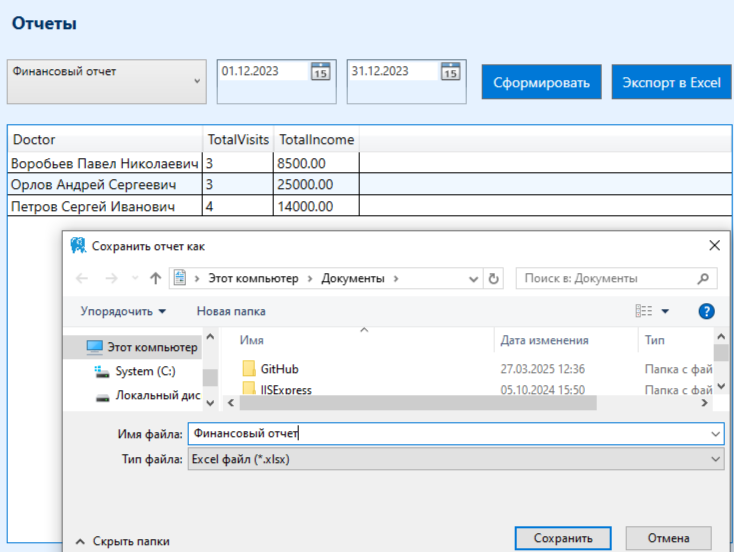 Отчеты
Финансовый отчет 01.12.2023 15 31.12.2023 15 Сформировать Экспорт в Excel
Doctor TotalVisits TotalIncome
Воробьев Павел Николаевич 3 8500.00
Орлов Андрей Сергеевич 3 25000.00
Петров Сергей Иванович 4 14000.00
Сохранить отчет как
Этот компьютер Документы Поиск в: Документы
Упорядочить Новая папка ?
Имя Дата изменения Тип
Этот компьютер
GitHub 27.03.2025 12:36 Папка с фай
System (C:)
IISExpress 05.10.2024 15:50 Папка с фай
Локальный дис
Имя файла: Финансовый отчет
Тип файла: Excel файл (*.xlsx)
Скрыть папки Сохранить Отмена